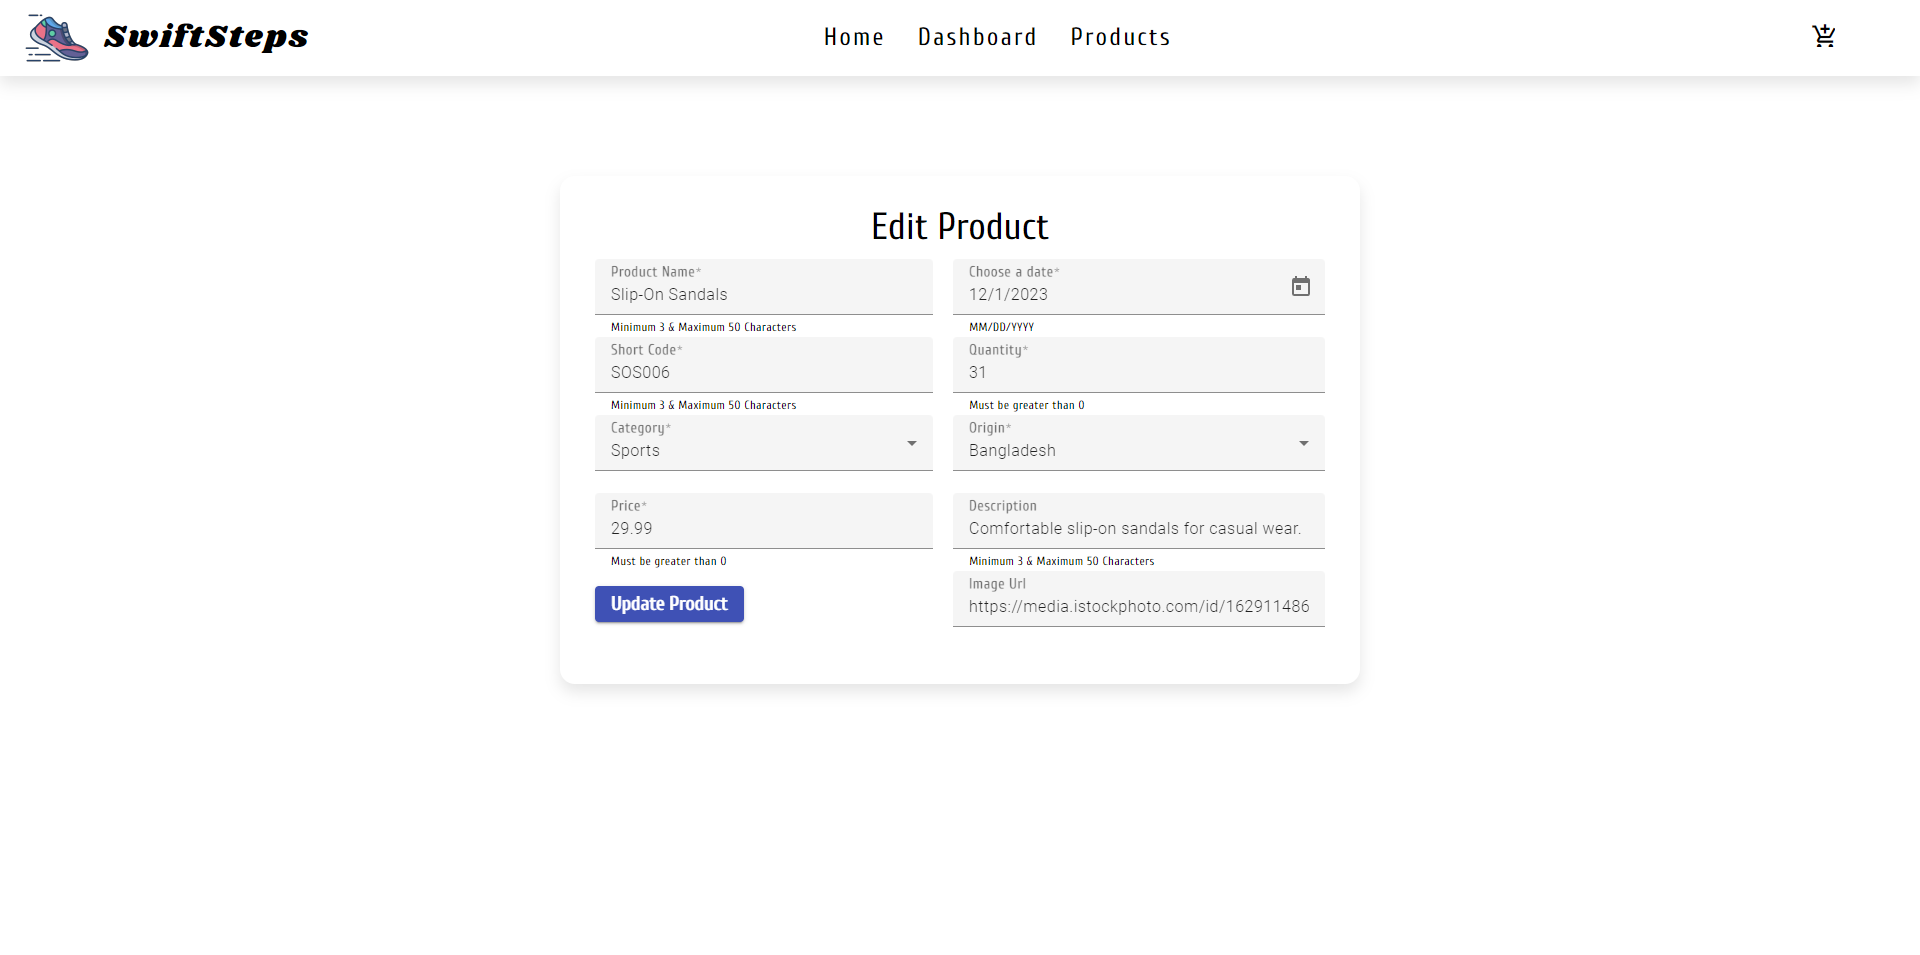 SwiftSteps
Home Dashboard Products
Edit Product
Product Name*
Slip-On Sandals
Minimum 3 & Maximum 50 Characters
Choose a date*
12/1/2023
MM/DD/YYYY
Short Code*
SOS006
Minimum 3 & Maximum 50 Characters
Quantity*
31
Must be greater than 0
Category*
Sports
Origin*
Bangladesh
Price*
29.99
Must be greater than 0
Description
Comfortable slip-on sandals for casual wear.
Minimum 3 & Maximum 50 Characters
Update Product
Image Url
https://media.istockphoto.com/id/162911486